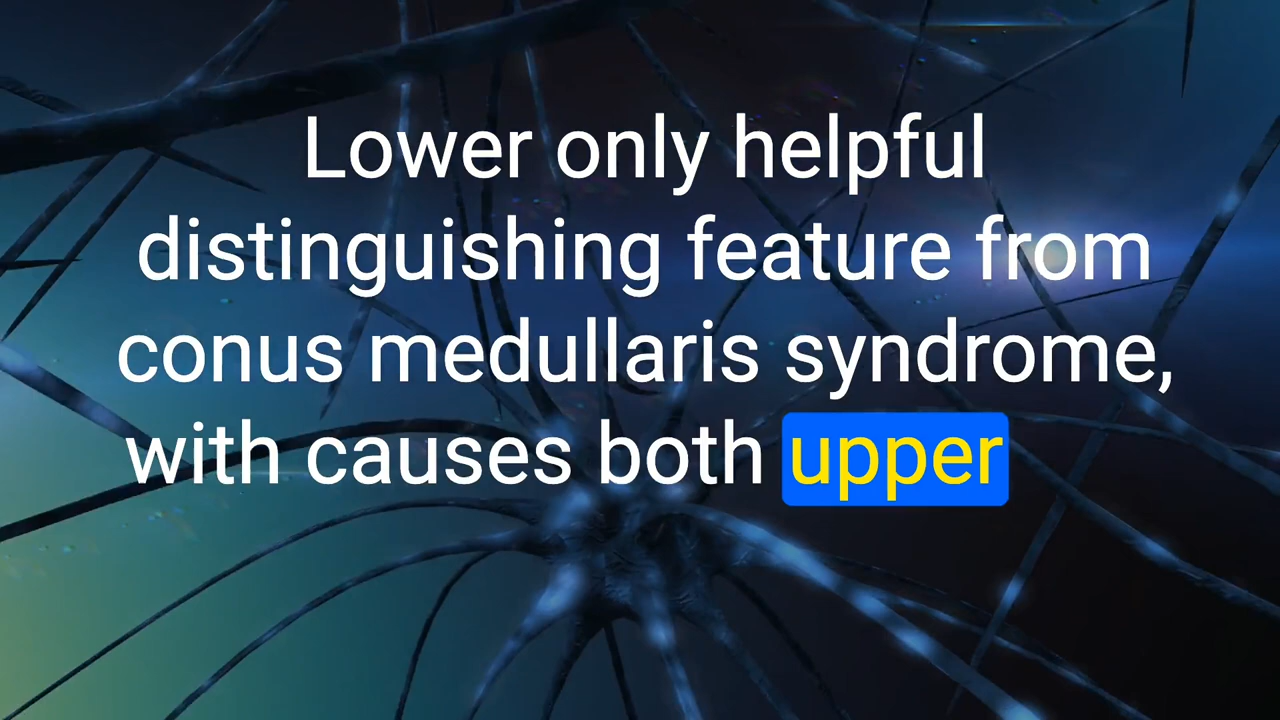 Lower only helpful
distinguishing feature from
conus medullaris syndrome,
with causes both upper